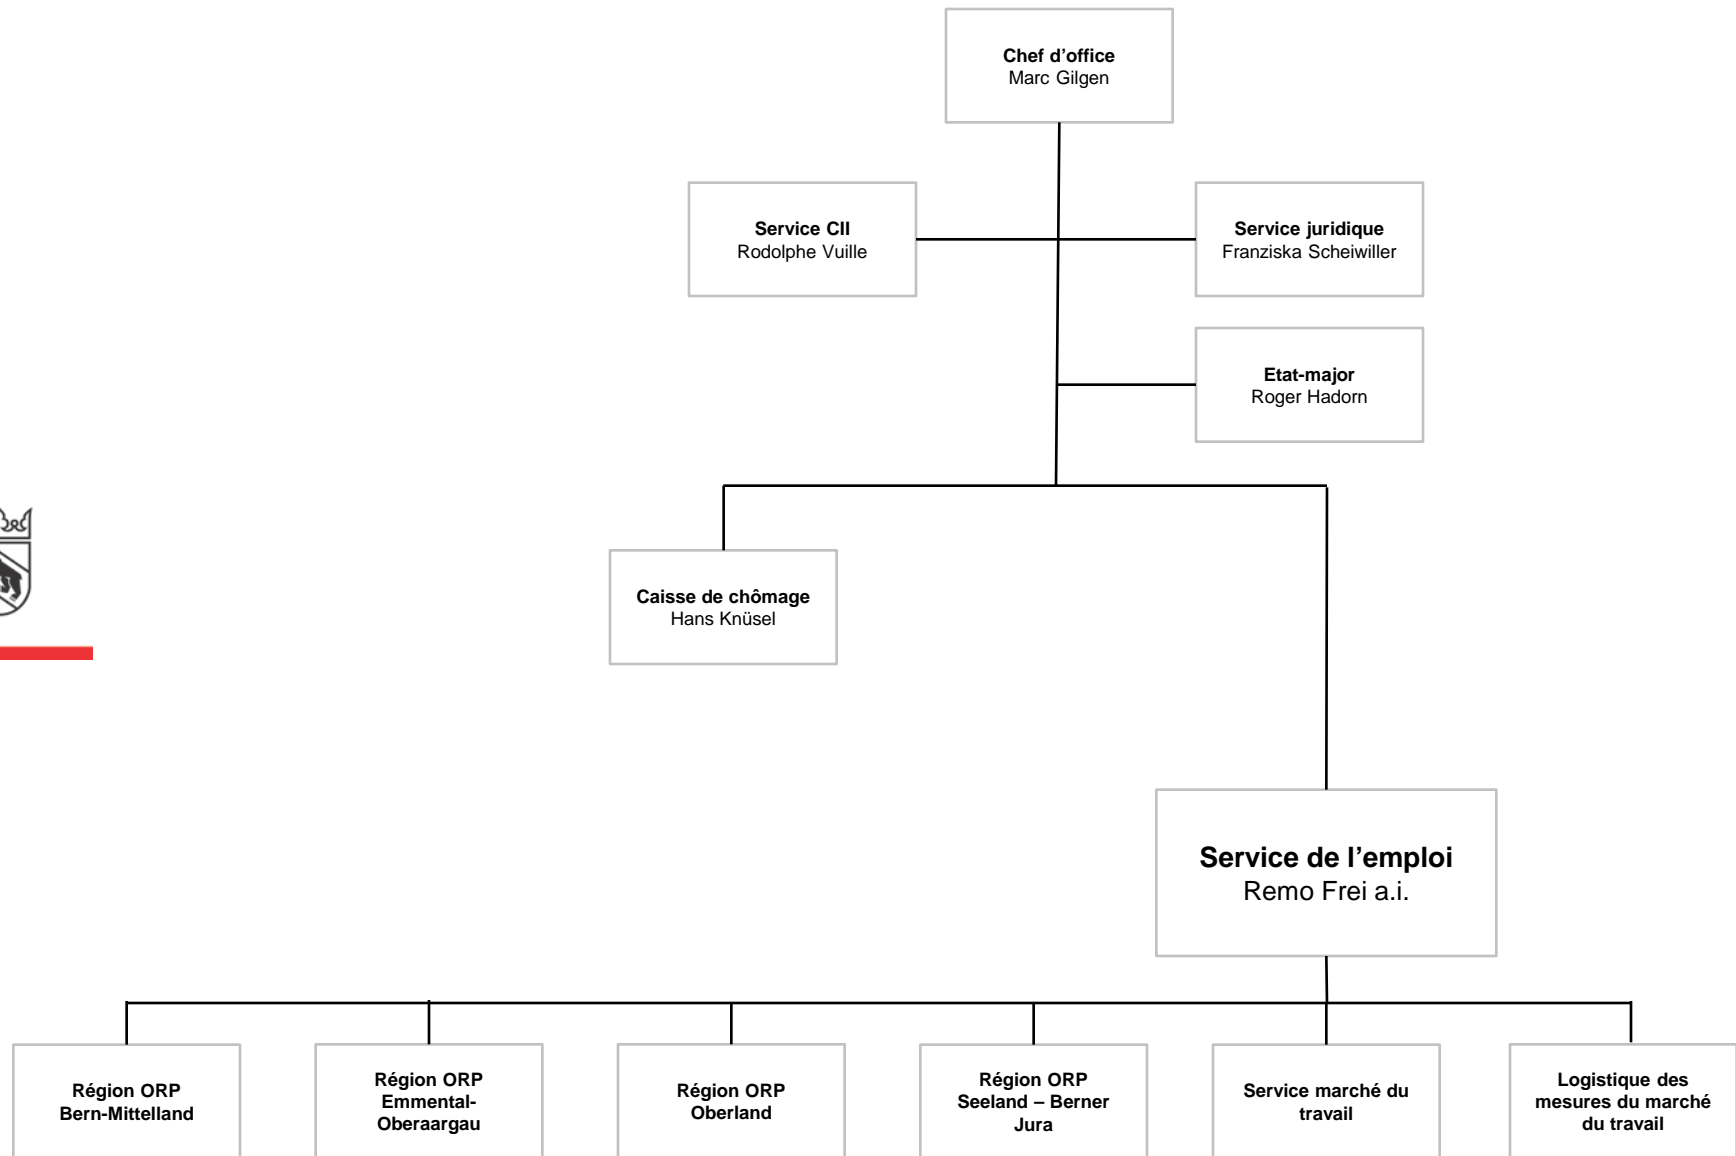 Chef d’office
Marc Gilgen
Service CII
Rodolphe Vuille
Service juridique
Franziska Scheiwiller
Etat-major
Roger Hadorn
Caisse de chômage
Hans Knüsel
Service de l’emploi
Remo Frei a.i.
Région ORP
Bern-Mittelland
Région ORP
Emmental-
Oberaargau
Région ORP
Oberland
Région ORP
Seeland – Berner
Jura
Service marché du
travail
Logistique des
mesures du marché
du travail